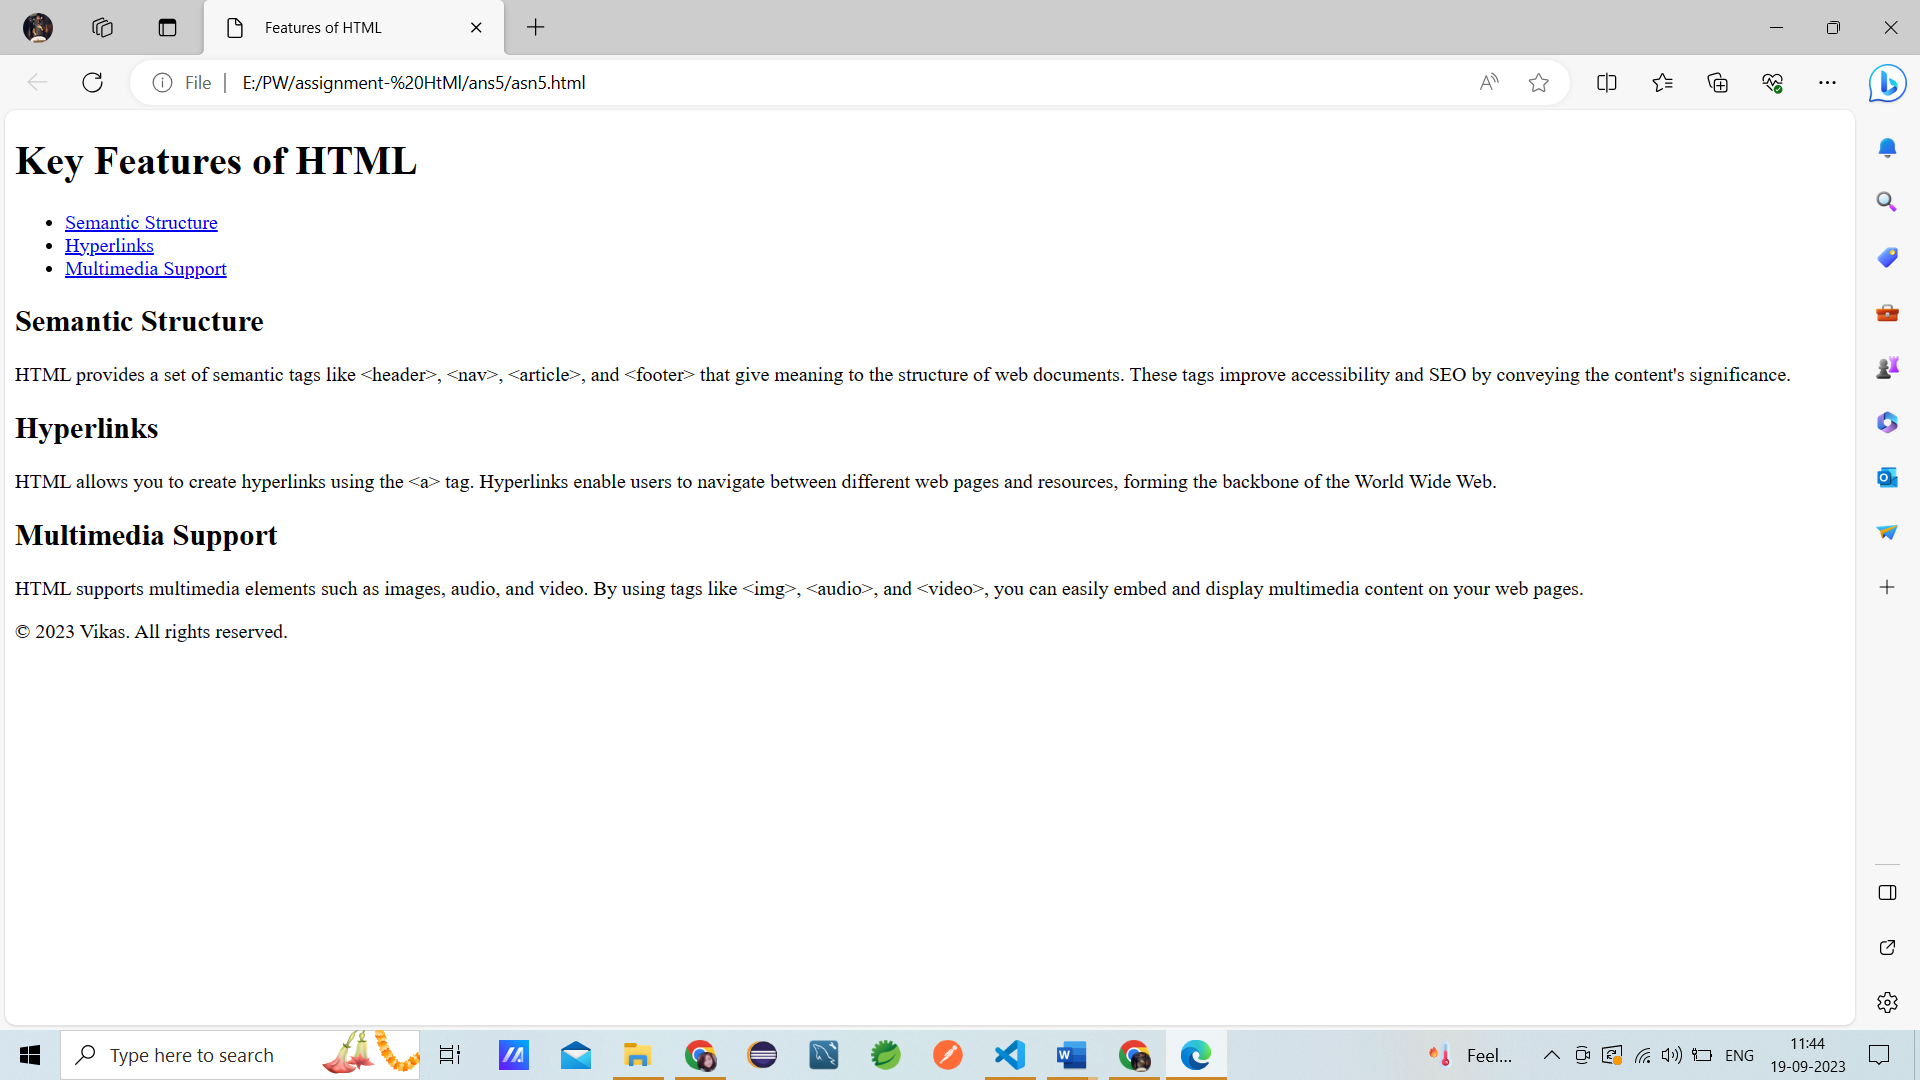 Features of HTML
File
E:/PW/assignment-%20HtMl/ans5/asn5.html
Key Features of HTML
Semantic Structure
Hyperlinks
Multimedia Support
Semantic Structure
HTML provides a set of semantic tags like <header>, <nav>, <article>, and <footer> that give meaning to the structure of web documents. These tags improve accessibility and SEO by conveying the content's significance.
Hyperlinks
HTML allows you to create hyperlinks using the <a> tag. Hyperlinks enable users to navigate between different web pages and resources, forming the backbone of the World Wide Web.
Multimedia Support
HTML supports multimedia elements such as images, audio, and video. By using tags like <img>, <audio>, and <video>, you can easily embed and display multimedia content on your web pages.
© 2023 Vikas. All rights reserved.
Type here to search
Feel...
ENG
11:44
19-09-2023